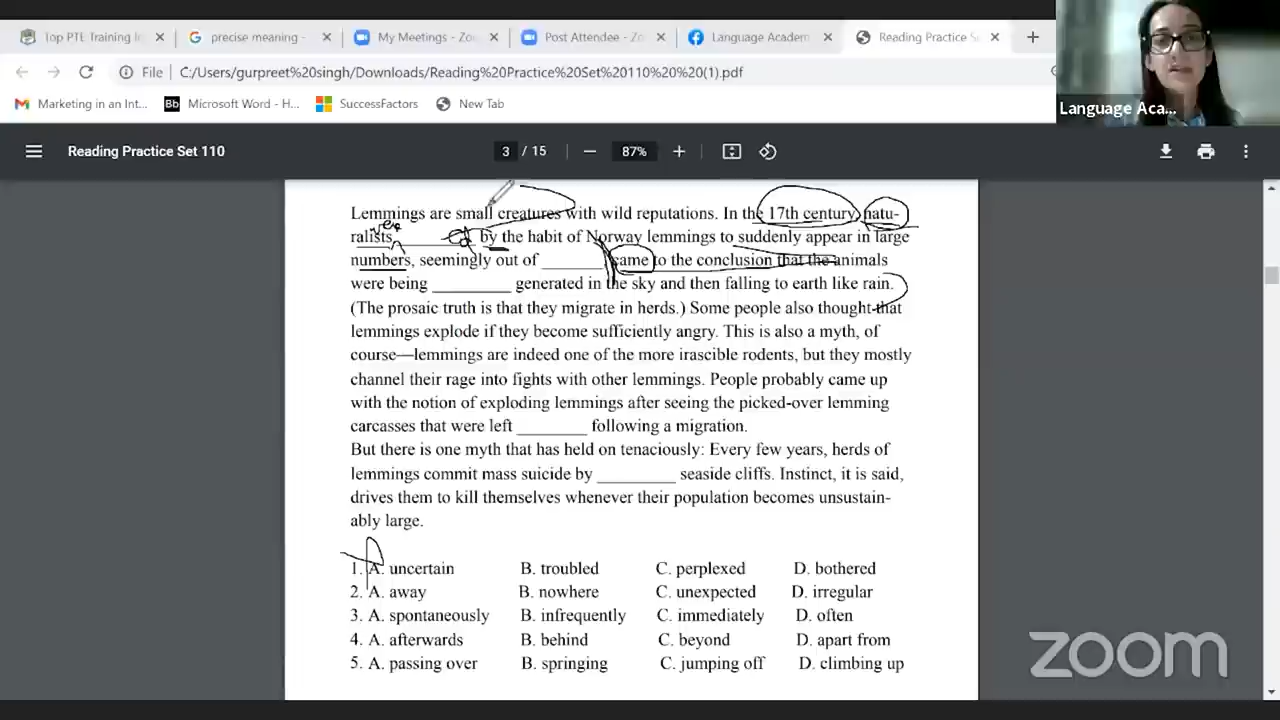 Top PTE Training I
precise meaning -
My Meetings - Zo
Post Attendee - Zo
Language Academ
Reading Practice S
File
C:/Users/gurpreet%20singh/Downloads/Reading%20Practice%20Set%20110%20%20(1).pdf
Marketing in an Int...
Bb Microsoft Word - H...
SuccessFactors
New Tab
Language Aca...
Reading Practice Set 110
3 / 15
87%
Lemmings are small creatures with wild reputations. In the 17th century, natu-
ralists ________ by the habit of Norway lemmings to suddenly appear in large
numbers, seemingly out of ________ came to the conclusion that the animals
were being ________ generated in the sky and then falling to earth like rain.
(The prosaic truth is that they migrate in herds.) Some people also thought that
lemmings explode if they become sufficiently angry. This is also a myth, of
course—lemmings are indeed one of the more irascible rodents, but they mostly
channel their rage into fights with other lemmings. People probably came up
with the notion of exploding lemmings after seeing the picked-over lemming
carcasses that were left ________ following a migration.
But there is one myth that has held on tenaciously: Every few years, herds of
lemmings commit mass suicide by ________ seaside cliffs. Instinct, it is said,
drives them to kill themselves whenever their population becomes unsustain-
ably large.
1. A. uncertain B. troubled C. perplexed D. bothered
2. A. away B. nowhere C. unexpected D. irregular
3. A. spontaneously B. infrequently C. immediately D. often
4. A. afterwards B. behind C. beyond D. apart from
5. A. passing over B. springing C. jumping off D. climbing up
zoom